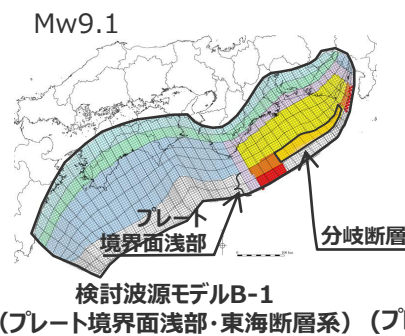 Mw9.1
プレート
境界面浅部
分岐断層
検討波源モデルB-1
(プレート境界面浅部・東海断層系)
(プ